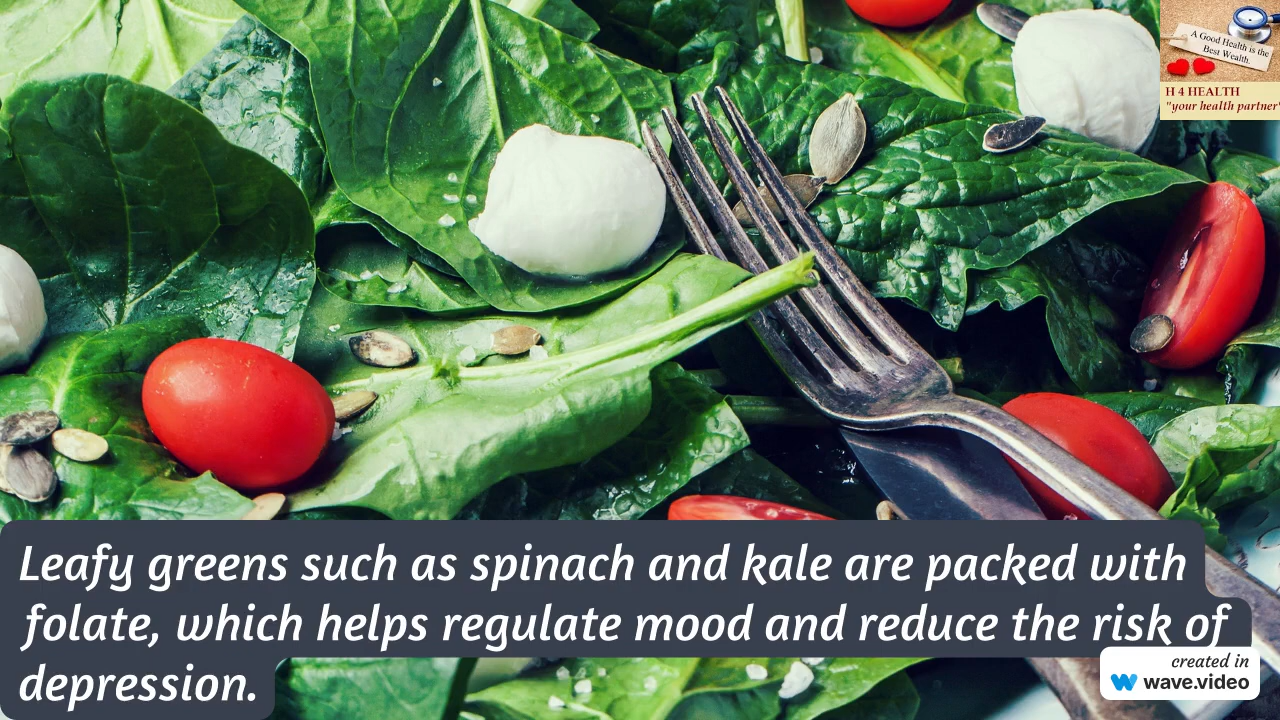 A Good Health is the
Best Wealth.
H 4 HEALTH
"your health partner"
Leafy greens such as spinach and kale are packed with
folate, which helps regulate mood and reduce the risk of
depression.
created in
wave.video